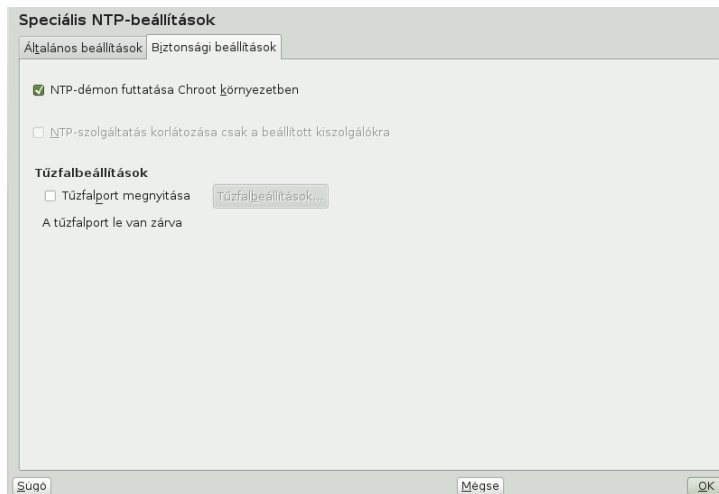 Speciális NTP-beállítások
Általános beállítások Biztonsági beállítások
NTP-démon futtatása Chroot környezetben
NTP-szolgáltatás korlátozása csak a beállított kiszolgálókra
Tűzfalbeállítások
Tűzfalport megnyitása Tűzfalbeállítások...
A tűzfalport le van zárva
Súgó Mégse OK